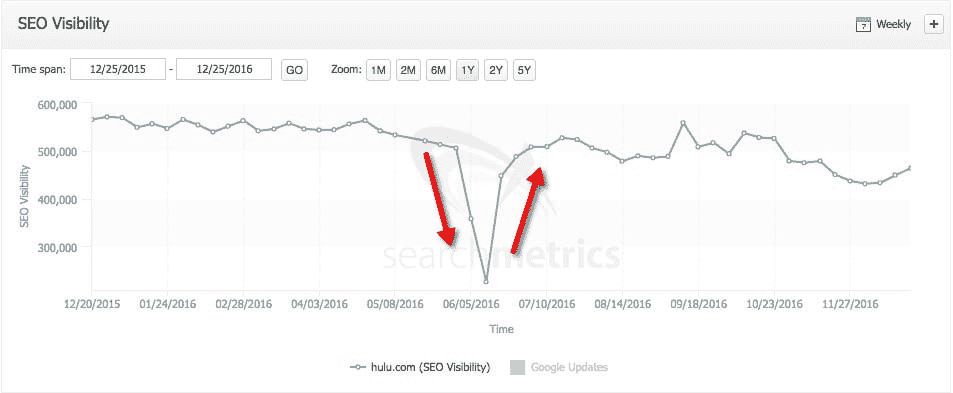 SEO Visibility
? Weekly +
Time span: 12/25/2015 - 12/25/2016 GO Zoom: 1M 2M 6M 1Y 2Y 5Y
600,000
500,000
400,000
300,000
SEO Visibility
searchmetrics
12/20/2015 01/24/2016 02/28/2016 04/03/2016 05/08/2016 06/05/2016 07/10/2016 08/14/2016 09/18/2016 10/23/2016 11/27/2016
Time
hulu.com (SEO Visibility) Google Updates